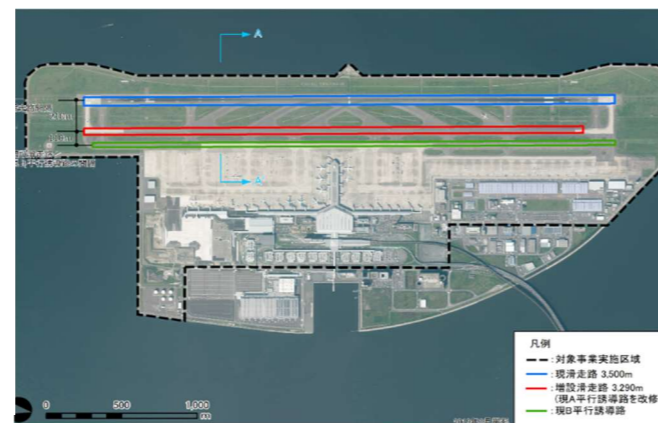 A
A
凡例
:対象事業実施区域
:現滑走路 3,500m
:増設滑走路 3,290m
(現A平行誘導路を改修
:現B平行誘導路
0 500 1,000
m